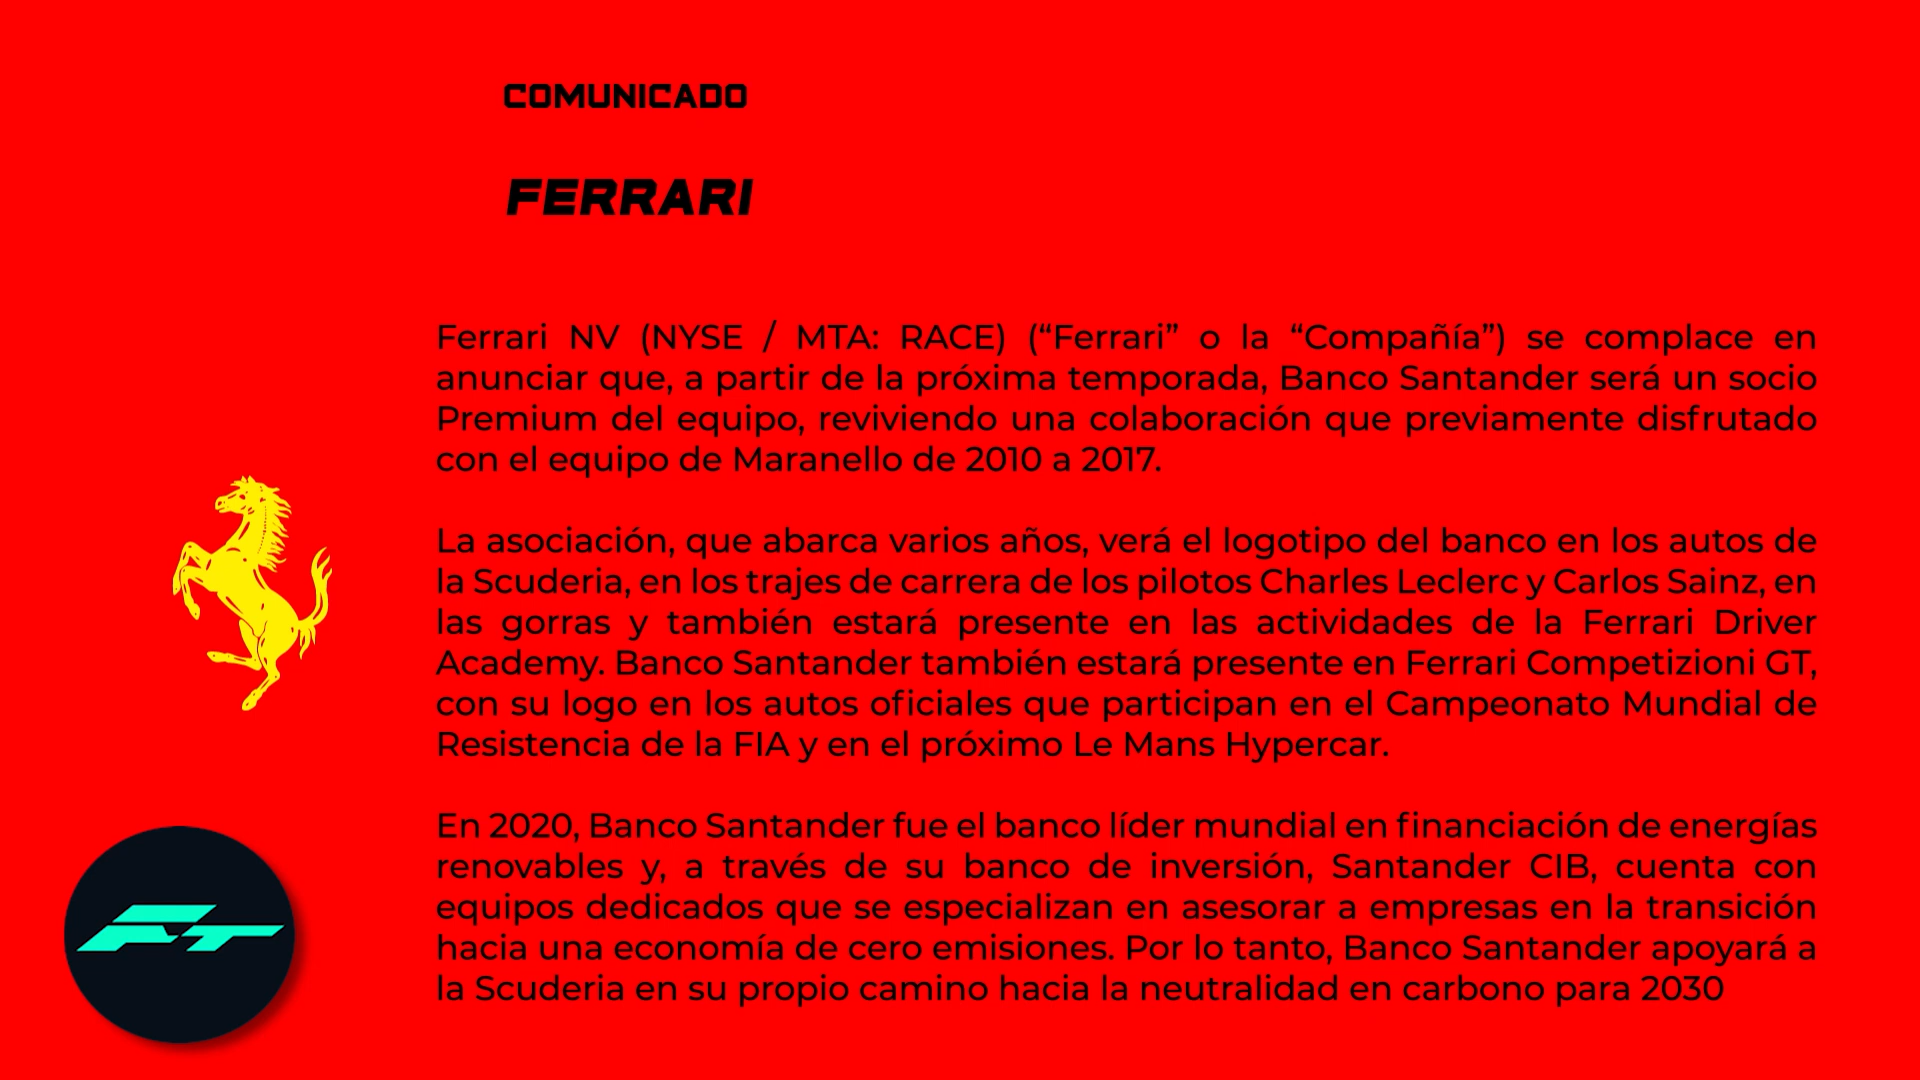 COMUNICADO
FERRARI
Ferrari NV (NYSE / MTA: RACE) (“Ferrari” o la “Compañía”) se complace en
anunciar que, a partir de la próxima temporada, Banco Santander será un socio
Premium del equipo, reviviendo una colaboración que previamente disfrutado
con el equipo de Maranello de 2010 a 2017.
La asociación, que abarca varios años, verá el logotipo del banco en los autos de
la Scuderia, en los trajes de carrera de los pilotos Charles Leclerc y Carlos Sainz, en
las gorras y también estará presente en las actividades de la Ferrari Driver
Academy. Banco Santander también estará presente en Ferrari Competizioni GT,
con su logo en los autos oficiales que participan en el Campeonato Mundial de
Resistencia de la FIA y en el próximo Le Mans Hypercar.
En 2020, Banco Santander fue el banco líder mundial en financiación de energías
renovables y, a través de su banco de inversión, Santander CIB, cuenta con
equipos dedicados que se especializan en asesorar a empresas en la transición
hacia una economía de cero emisiones. Por lo tanto, Banco Santander apoyará a
la Scuderia en su propio camino hacia la neutralidad en carbono para 2030
FT